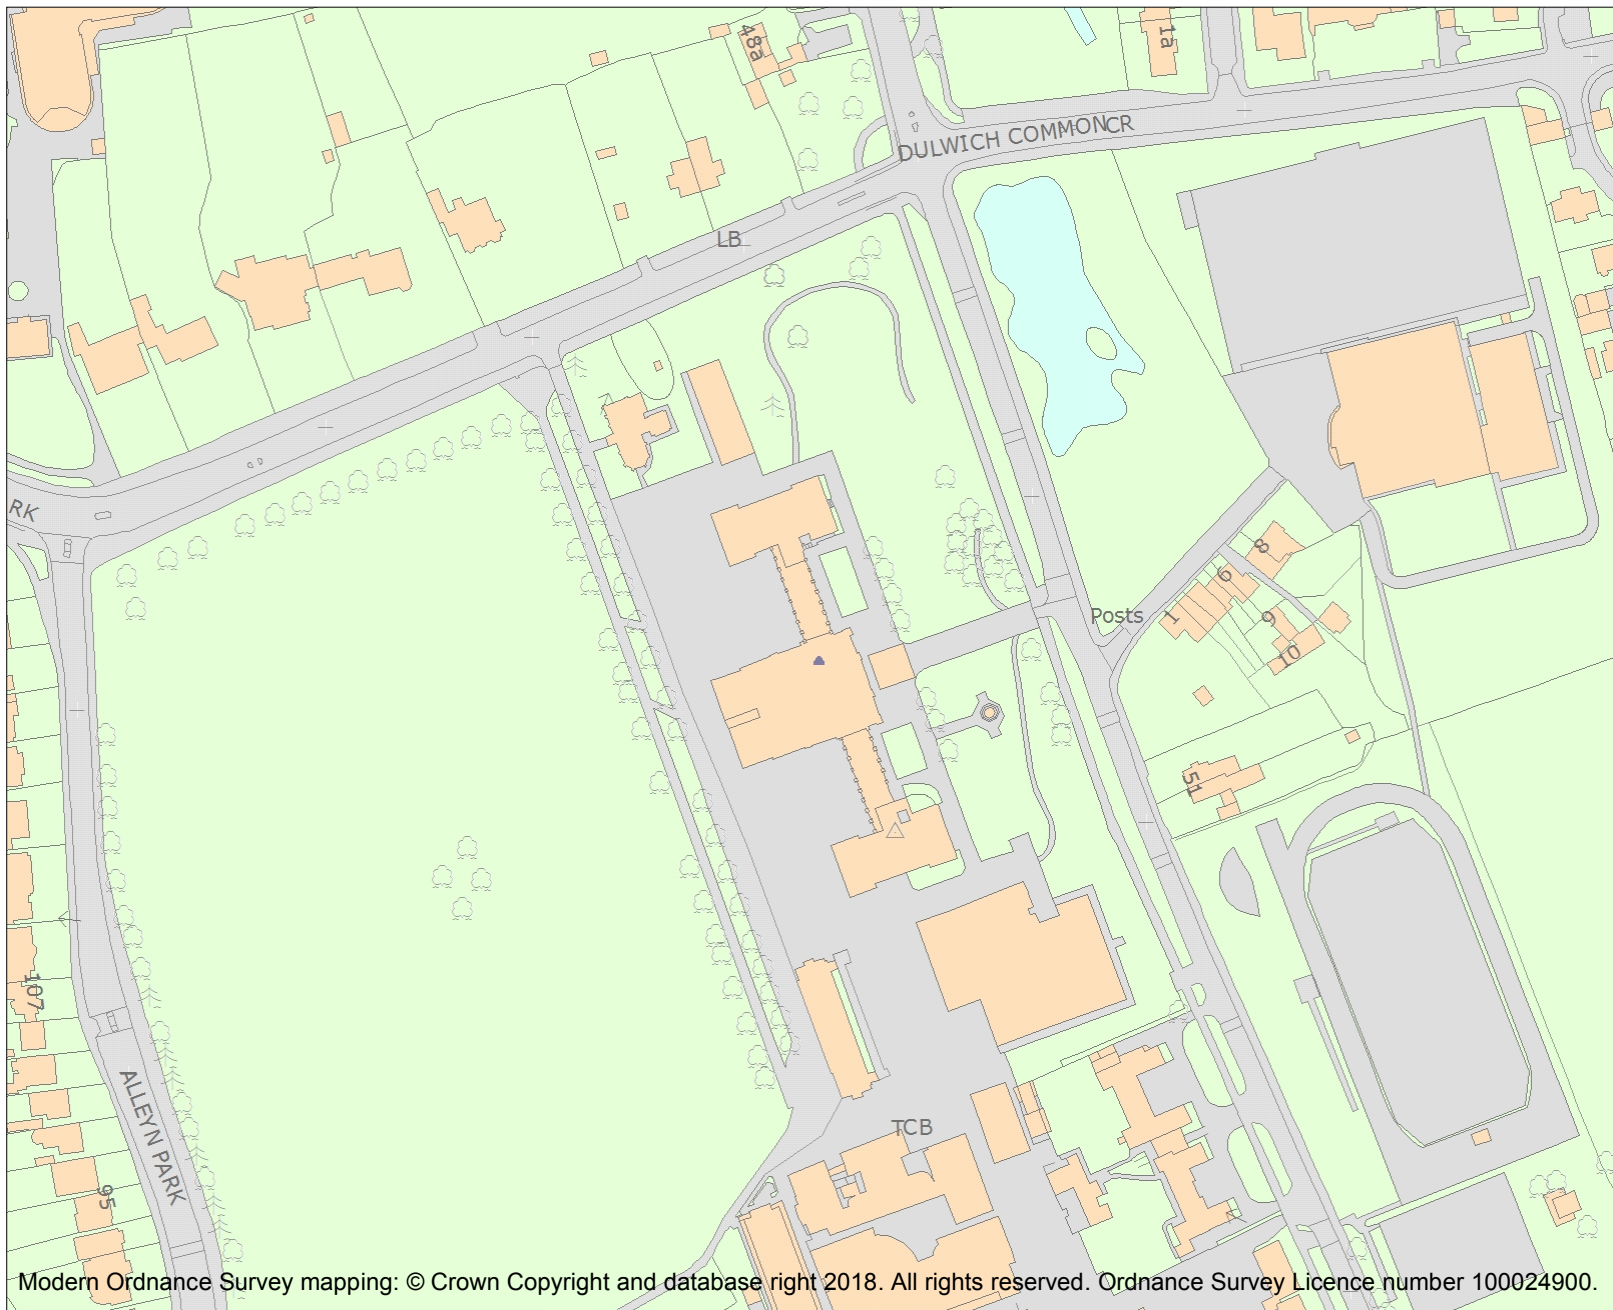 48a
1a
DULWICH COMMON
CR
LB
RK
8
6
1
Posts
9
10
51
107
ALLEYN PARK
TCB
95
Modern Ordnance Survey mapping: © Crown Copyright and database right 2018. All rights reserved. Ordnance Survey Licence number 100024900.